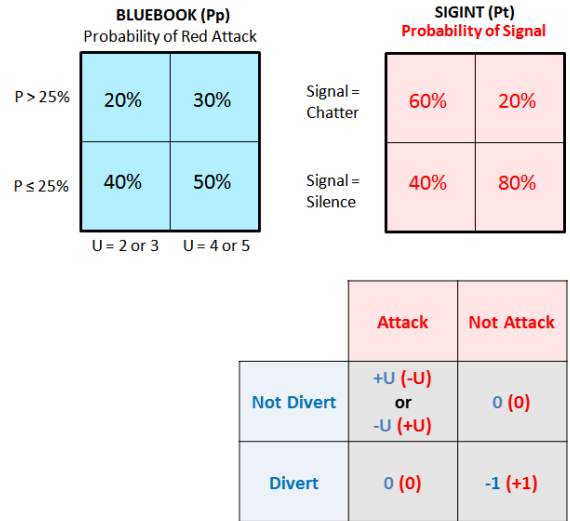 BLUEBOOK (Pp)
Probability of Red Attack
P > 25%
20%
30%
P ≤ 25%
40%
50%
U = 2 or 3
U = 4 or 5
SIGINT (Pt)
Probability of Signal
Signal =
Chatter
60%
20%
Signal =
Silence
40%
80%
Attack
Not Attack
Not Divert
+U (-U)
or
-U (+U)
0 (0)
Divert
0 (0)
-1 (+1)